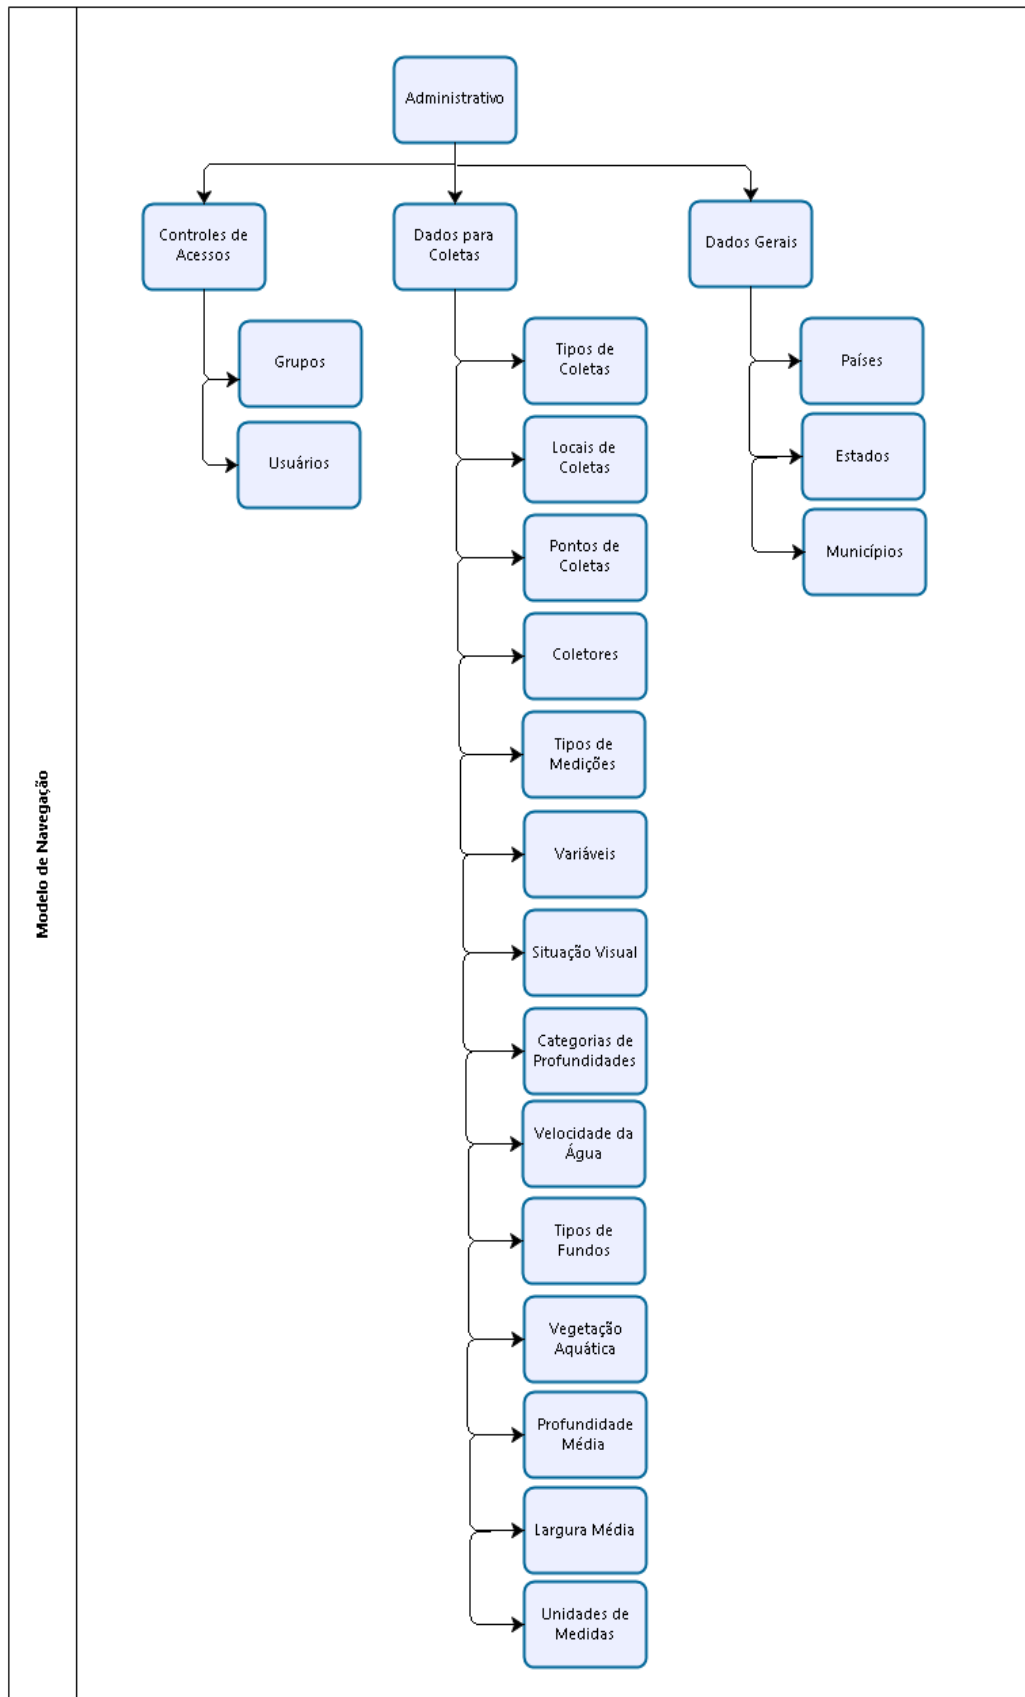 Modelo de Navegação
Administrativo
Controles de
Acessos
Dados para
Coletas
Dados Gerais
Grupos
Usuários
Tipos de
Coletas
Locais de
Coletas
Pontos de
Coletas
Coletores
Tipos de
Medições
Variáveis
Situação Visual
Categorias de
Profundidades
Velocidade da
Água
Tipos de
Fundos
Vegetação
Aquática
Profundidade
Média
Largura Média
Unidades de
Medidas
Países
Estados
Municípios